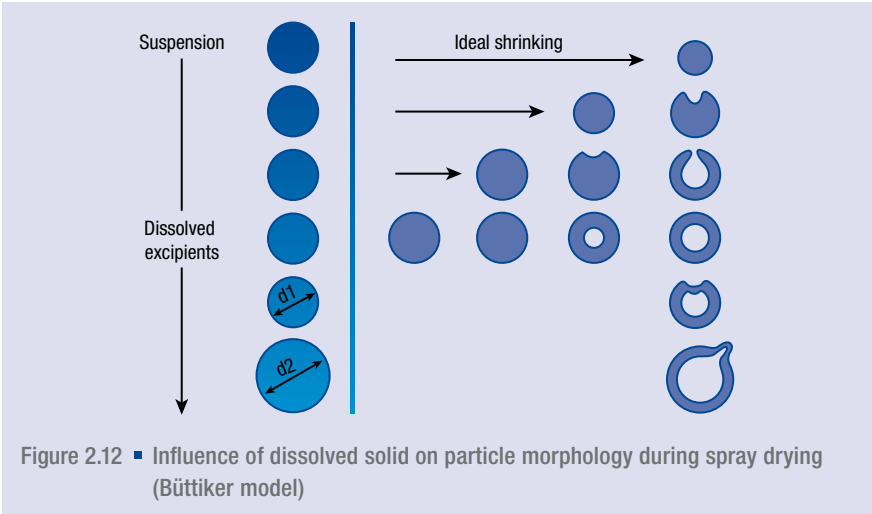 Suspension
Ideal shrinking
Dissolved
excipients
d1
d2
Figure 2.12 ■ Influence of dissolved solid on particle morphology during spray drying
(Büttiker model)